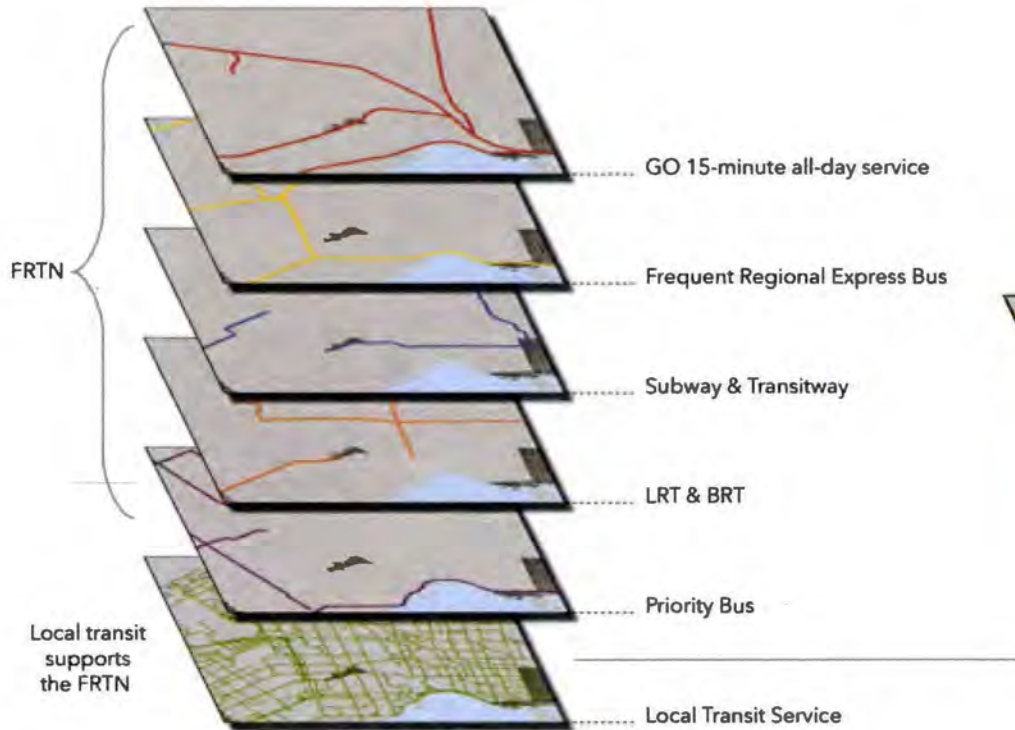 GO 15-minute all-day service
FRTN
Frequent Regional Express Bus
Subway & Transitway
LRT & BRT
Priority Bus
Local transit
supports
the FRTN
Local Transit Service